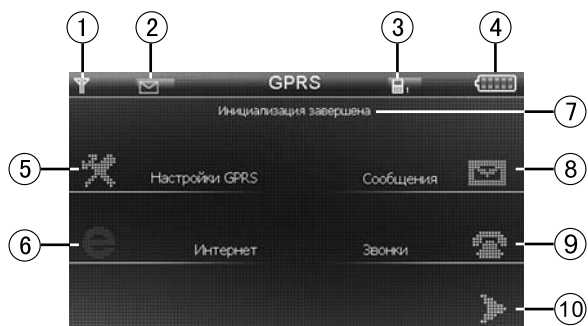 1 2 3 4
GPRS
Инициализация завершена 7
5 Настройки GPRS Сообщения 8
6 Интернет Звонки 9
10